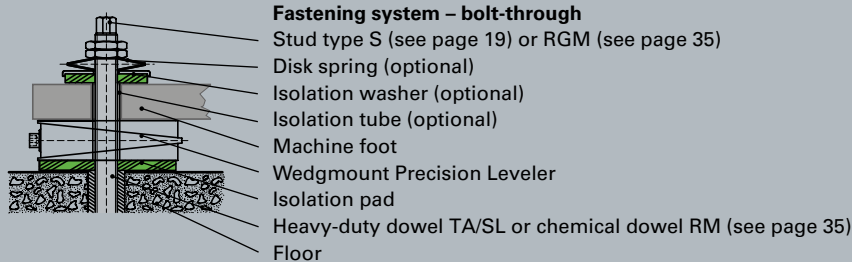 Fastening system – bolt-through
Stud type S (see page 19) or RGM (see page 35)
Disk spring (optional)
Isolation washer (optional)
Isolation tube (optional)
Machine foot
Wedgmount Precision Leveler
Isolation pad
Heavy-duty dowel TA/SL or chemical dowel RM (see page 35)
Floor